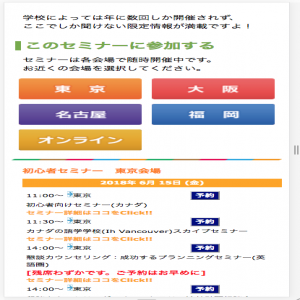 学校によっては年に数回しか開催されず、
ここでしか聞けない限定情報が満載ですよ！
このセミナーに参加する
セミナーは各会場で随時開催中です。
お近くの会場を選択してください。
東 京
大 阪
名古屋
福 岡
オンライン
初心者セミナー 東京会場
2018年 6月 15日 (金)
11:00～ 東京 予約
初心者向けセミナー(カナダ)
セミナー詳細はココをClick!!
11:30～ 東京 予約
カナダの語学学校(Ih Vancouver)スカイプセミナー
セミナー詳細はココをClick!!
14:00～ 東京 予約
懇談カウンセリング：成功するプランニングセミナー(英
語圏)
[残席わずかです。ご予約はお早めに]
セミナー詳細はココをClick!!
14:00～ 東京 予約